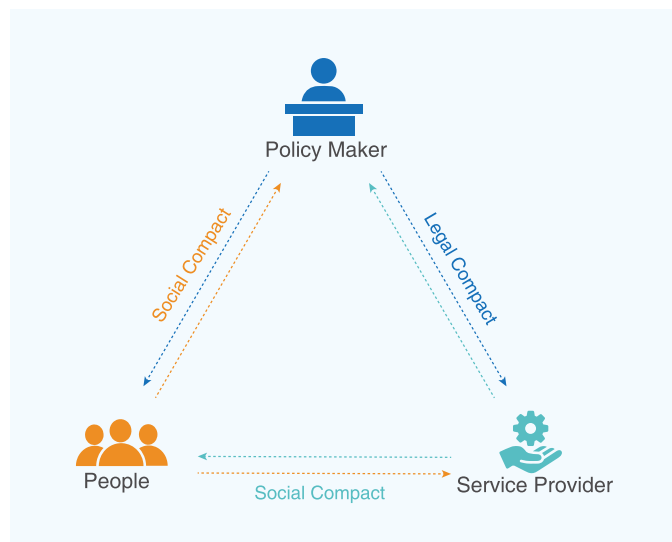 Policy Maker
Social Compact
Legal Compact
People
Service Provider
Social Compact